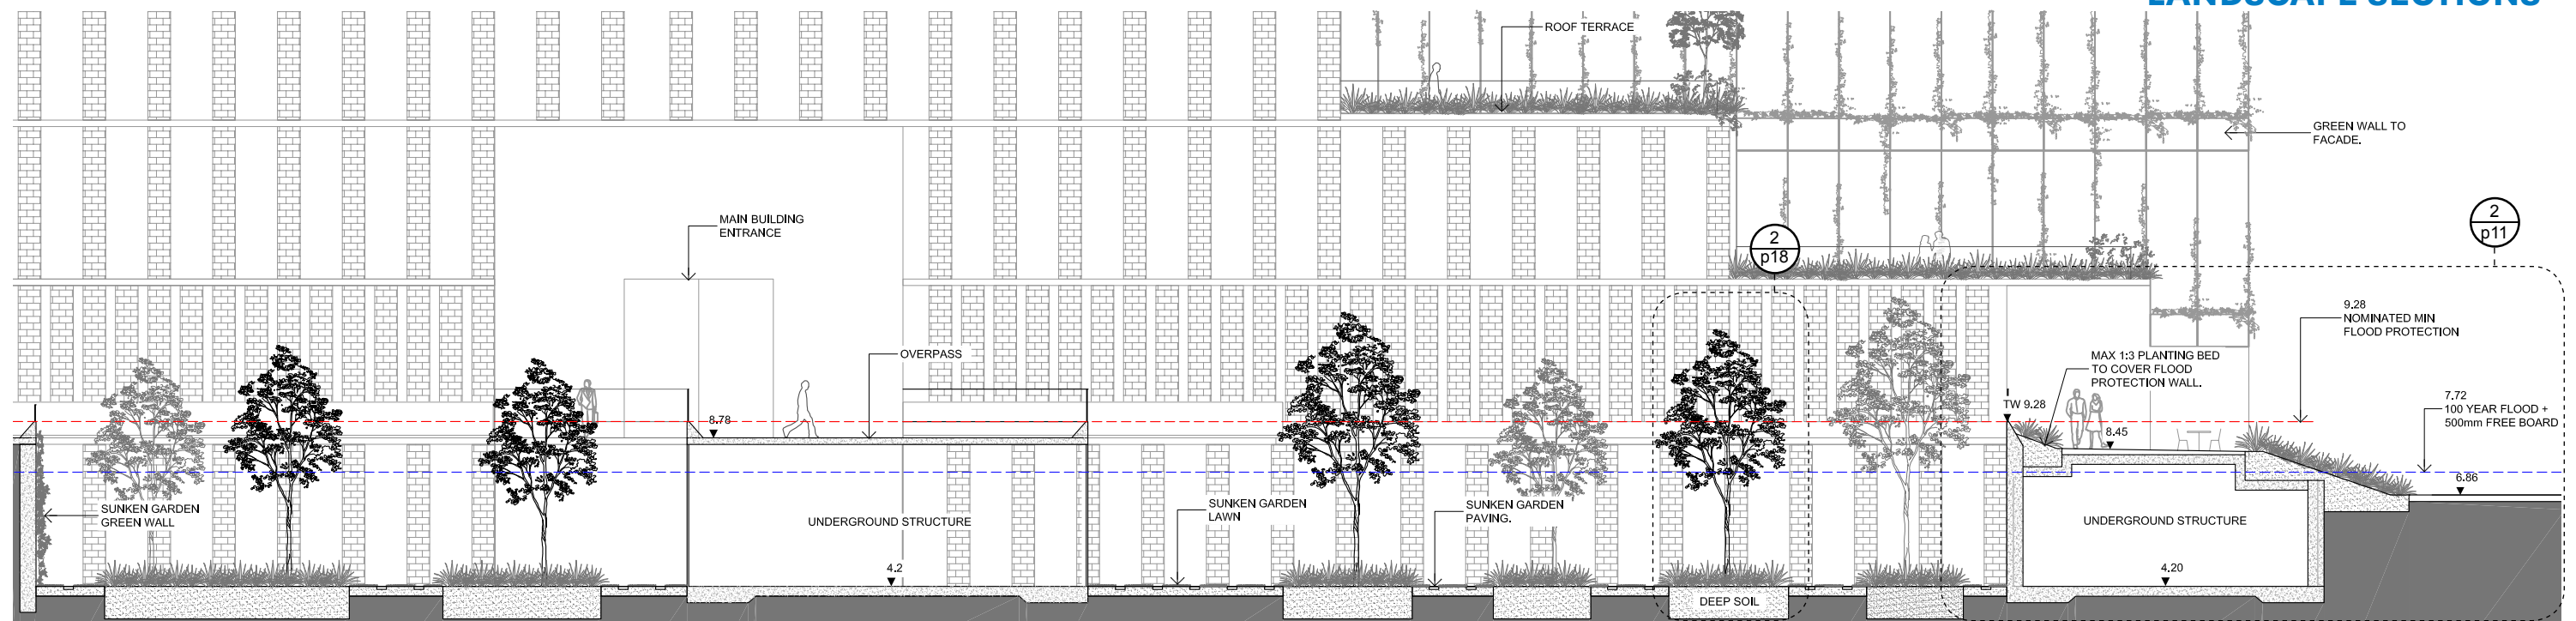 LANDSCAPE SECTIONS
ROOF TERRACE
GREEN WALL TO
FACADE.
2
p11
MAIN BUILDING
ENTRANCE
2
p18
9.28
NOMINATED MIN
FLOOD PROTECTION
OVERPASS
MAX 1:3 PLANTING BED
TO COVER FLOOD
PROTECTION WALL.
7.72
100 YEAR FLOOD +
500mm FREE BOARD
TW 9.28
8.78
8.45
6.86
SUNKEN GARDEN
GREEN WALL
UNDERGROUND STRUCTURE
SUNKEN GARDEN
LAWN
SUNKEN GARDEN
PAVING.
UNDERGROUND STRUCTURE
4.2
4.20
DEEP SOIL